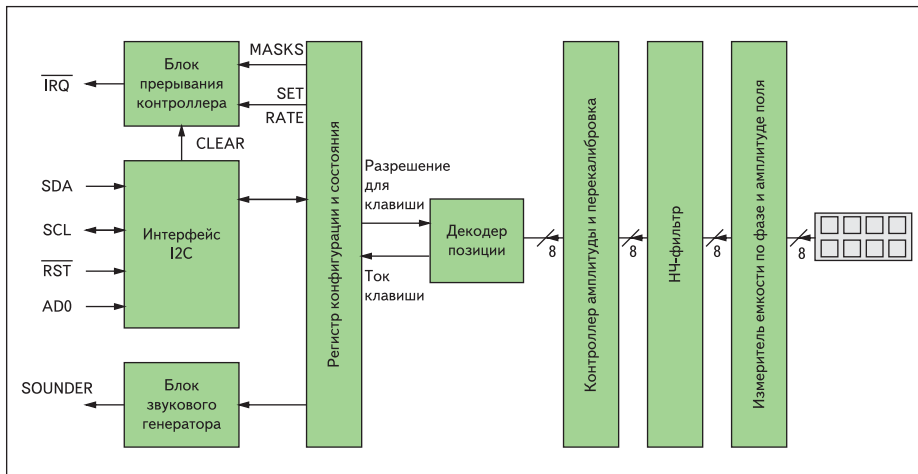 Блок
прерывания
контроллера
IRQ
MASKS
SET
RATE
CLEAR
SDA
SCL
RST
AD0
Интерфейс
I2C
SOUNDER
Блок
звукового
генератора
Регистр конфигурации и состояния
Разрешение
для
клавиши
Ток
клавиши
Декодер
позиции
8
Контроллер амплитуды и перекалибровка
8
НЧ-фильтр
8
Измеритель емкости по фазе и амплитуде поля
8